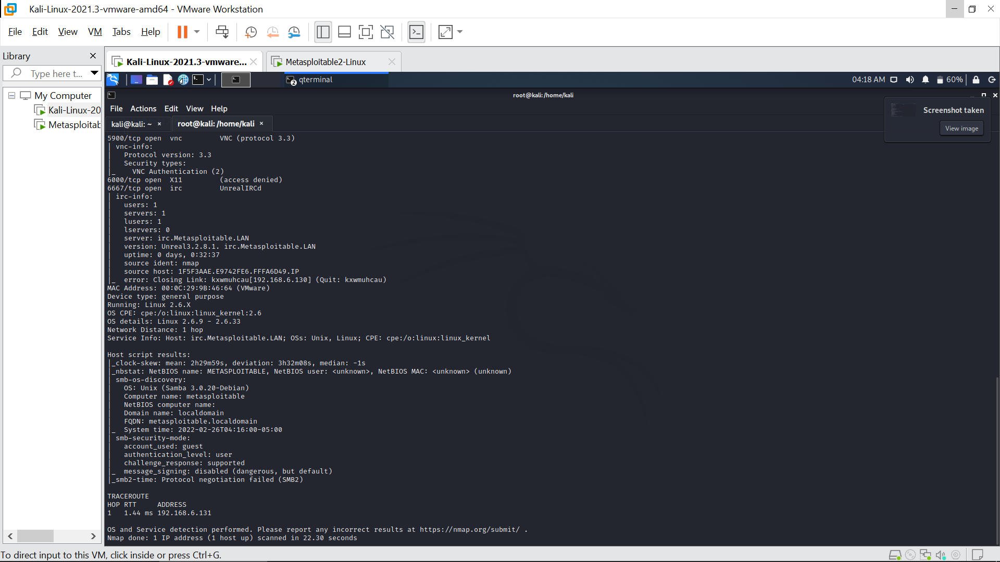 Kali-Linux-2021.3-vmware-amd64 - VMware Workstation
File Edit View VM Tabs Help
Library
Type here t...
My Computer
Kali-Linux-20
Metasploitab
Kali-Linux-2021.3-vmware...
Metasploitable2-Linux
2 qterminal
04:18 AM 60%
root@kali: /home/kali
File Actions Edit View Help
kali@kali: ~ ×
root@kali: /home/kali ×
Screenshot taken
View image
5900/tcp open  vnc         VNC (protocol 3.3)
| vnc-info:
|   Protocol version: 3.3
|   Security types:
|_    VNC Authentication (2)
6000/tcp open  X11         (access denied)
6667/tcp open  irc         UnrealIRCd
| irc-info:
|   users: 1
|   servers: 1
|   lusers: 1
|   lservers: 0
|   server: irc.Metasploitable.LAN
|   version: Unreal3.2.8.1. irc.Metasploitable.LAN
|   uptime: 0 days, 0:32:37
|   source ident: nmap
|   source host: 1F5F3AAE.E9742FE6.FFFA6D49.IP
|_  error: Closing Link: kxwmuhcau[192.168.6.130] (Quit: kxwmuhcau)
MAC Address: 00:0C:29:9B:46:64 (VMware)
Device type: general purpose
Running: Linux 2.6.X
OS CPE: cpe:/o:linux:linux_kernel:2.6
OS details: Linux 2.6.9 - 2.6.33
Network Distance: 1 hop
Service Info: Host: irc.Metasploitable.LAN; OSs: Unix, Linux; CPE: cpe:/o:linux:linux_kernel
Host script results:
|_clock-skew: mean: 2h29m59s, deviation: 3h32m08s, median: -1s
|_nbstat: NetBIOS name: METASPLOITABLE, NetBIOS user: <unknown>, NetBIOS MAC: <unknown> (unknown)
| smb-os-discovery:
|   OS: Unix (Samba 3.0.20-Debian)
|   Computer name: metasploitable
|   NetBIOS computer name:
|   Domain name: localdomain
|   FQDN: metasploitable.localdomain
|_  System time: 2022-02-26T04:16:00-05:00
| smb-security-mode:
|   account_used: guest
|   authentication_level: user
|   challenge_response: supported
|_  message_signing: disabled (dangerous, but default)
|_smb2-time: Protocol negotiation failed (SMB2)
TRACEROUTE
HOP RTT     ADDRESS
1   1.44 ms 192.168.6.131
OS and Service detection performed. Please report any incorrect results at https://nmap.org/submit/ .
Nmap done: 1 IP address (1 host up) scanned in 22.30 seconds
To direct input to this VM, click inside or press Ctrl+G.